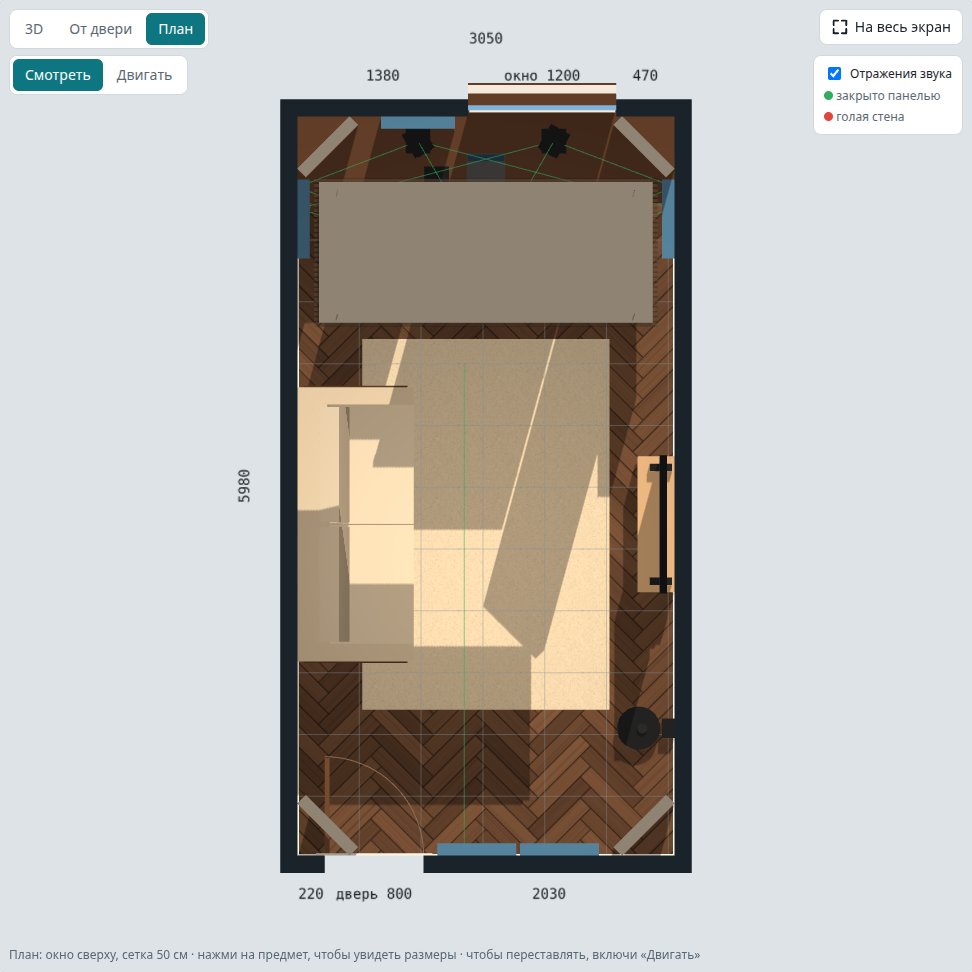 3D От двери План
На весь экран
Смотреть Двигать
Отражения звука
закрыто панелью
голая стена
3050
1380 окно 1200 470
5980
220 дверь 800 2030
План: окно сверху, сетка 50 см · нажми на предмет, чтобы увидеть размеры · чтобы переставлять, включи «Двигать»